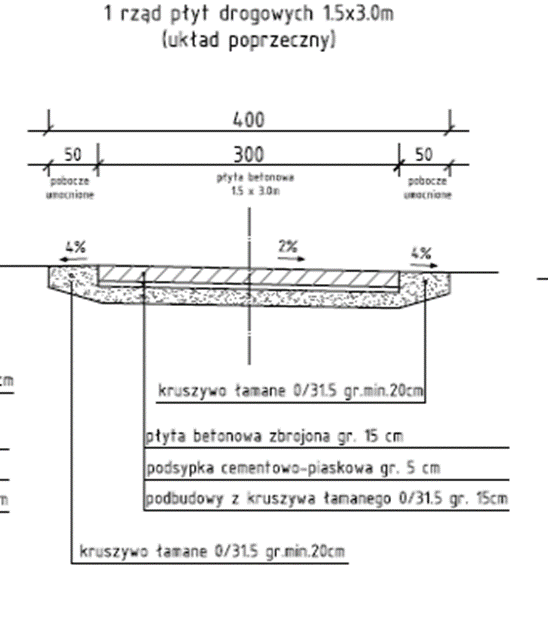 1 rząd płyt drogowych 1.5x3.0m
(układ poprzeczny)
400
50 300 50
pobocze umocnione
płyta betonowa
1.5 x 3.0m
pobocze umocnione
4% 2% 4%
cm
kruszywo łamane 0/31.5 gr.min.20cm
płyta betonowa zbrojona gr. 15 cm
podsypka cementowo-piaskowa gr. 5 cm
podbudowy z kruszywa łamanego 0/31.5 gr. 15cm
kruszywo łamane 0/31.5 gr.min.20cm